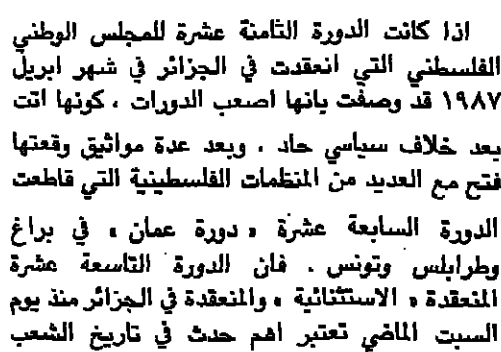 اذا كانت الدورة الثامنة عشرة للمجلس الوطني
الفلسطني التي انعقدت في الجزائر في شهر ابريل
١٩٨٧ قد وصفت بانها اصعب الدورات ، كونها اتت
بعد خلاف سياسي حاد ، وبعد عدة مواثيق وقعتها
فتح مع العديد من المنظمات الفلسطينية التي قاطعت
الدورة السابعة عشرة « دورة عمان » في براغ
وطرابلس وتونس . فان الدورة التاسعة عشرة
المنعقدة « الاستثنائية » والمنعقدة في الجزائر منذ يوم
السبت الماضي تعتبر اهم حدث في تاريخ الشعب